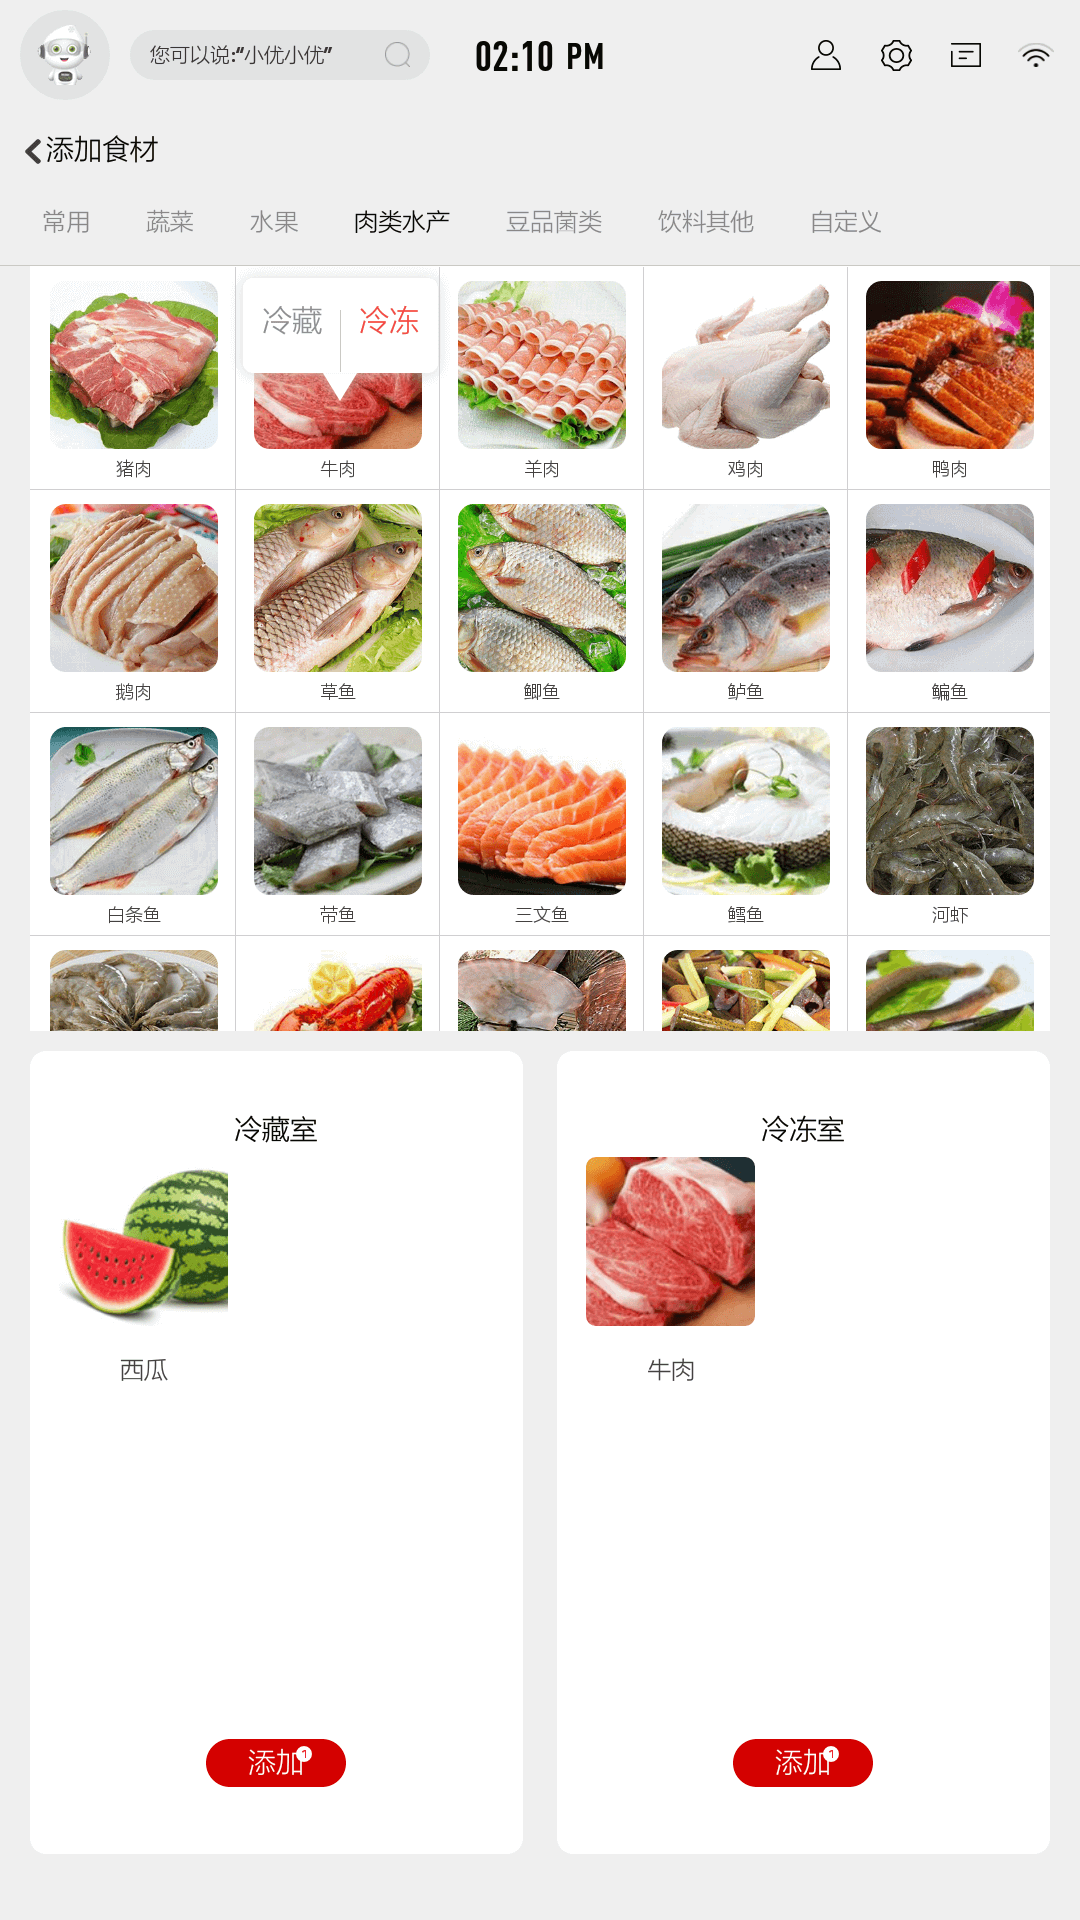 您可以说:“小优小优”
02:10 PM
添加食材
常用 蔬菜 水果 肉类水产 豆品菌类 饮料其他 自定义
冷藏 冷冻
猪肉 牛肉 羊肉 鸡肉 鸭肉
鹅肉 草鱼 鲫鱼 鲈鱼 鳊鱼
白条鱼 带鱼 三文鱼 鳕鱼 河虾
冷藏室 冷冻室
西瓜 牛肉
添加 1 添加 1